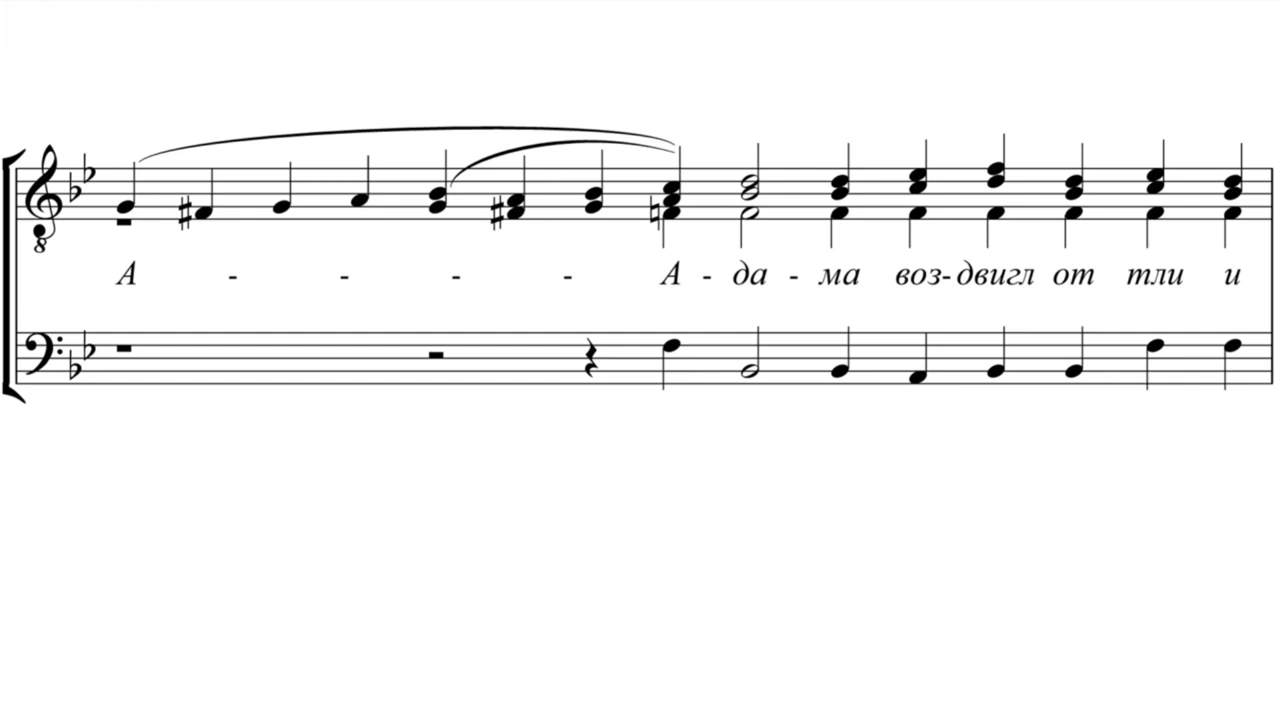 А - - - - А - да - ма воз- двигл от тли и